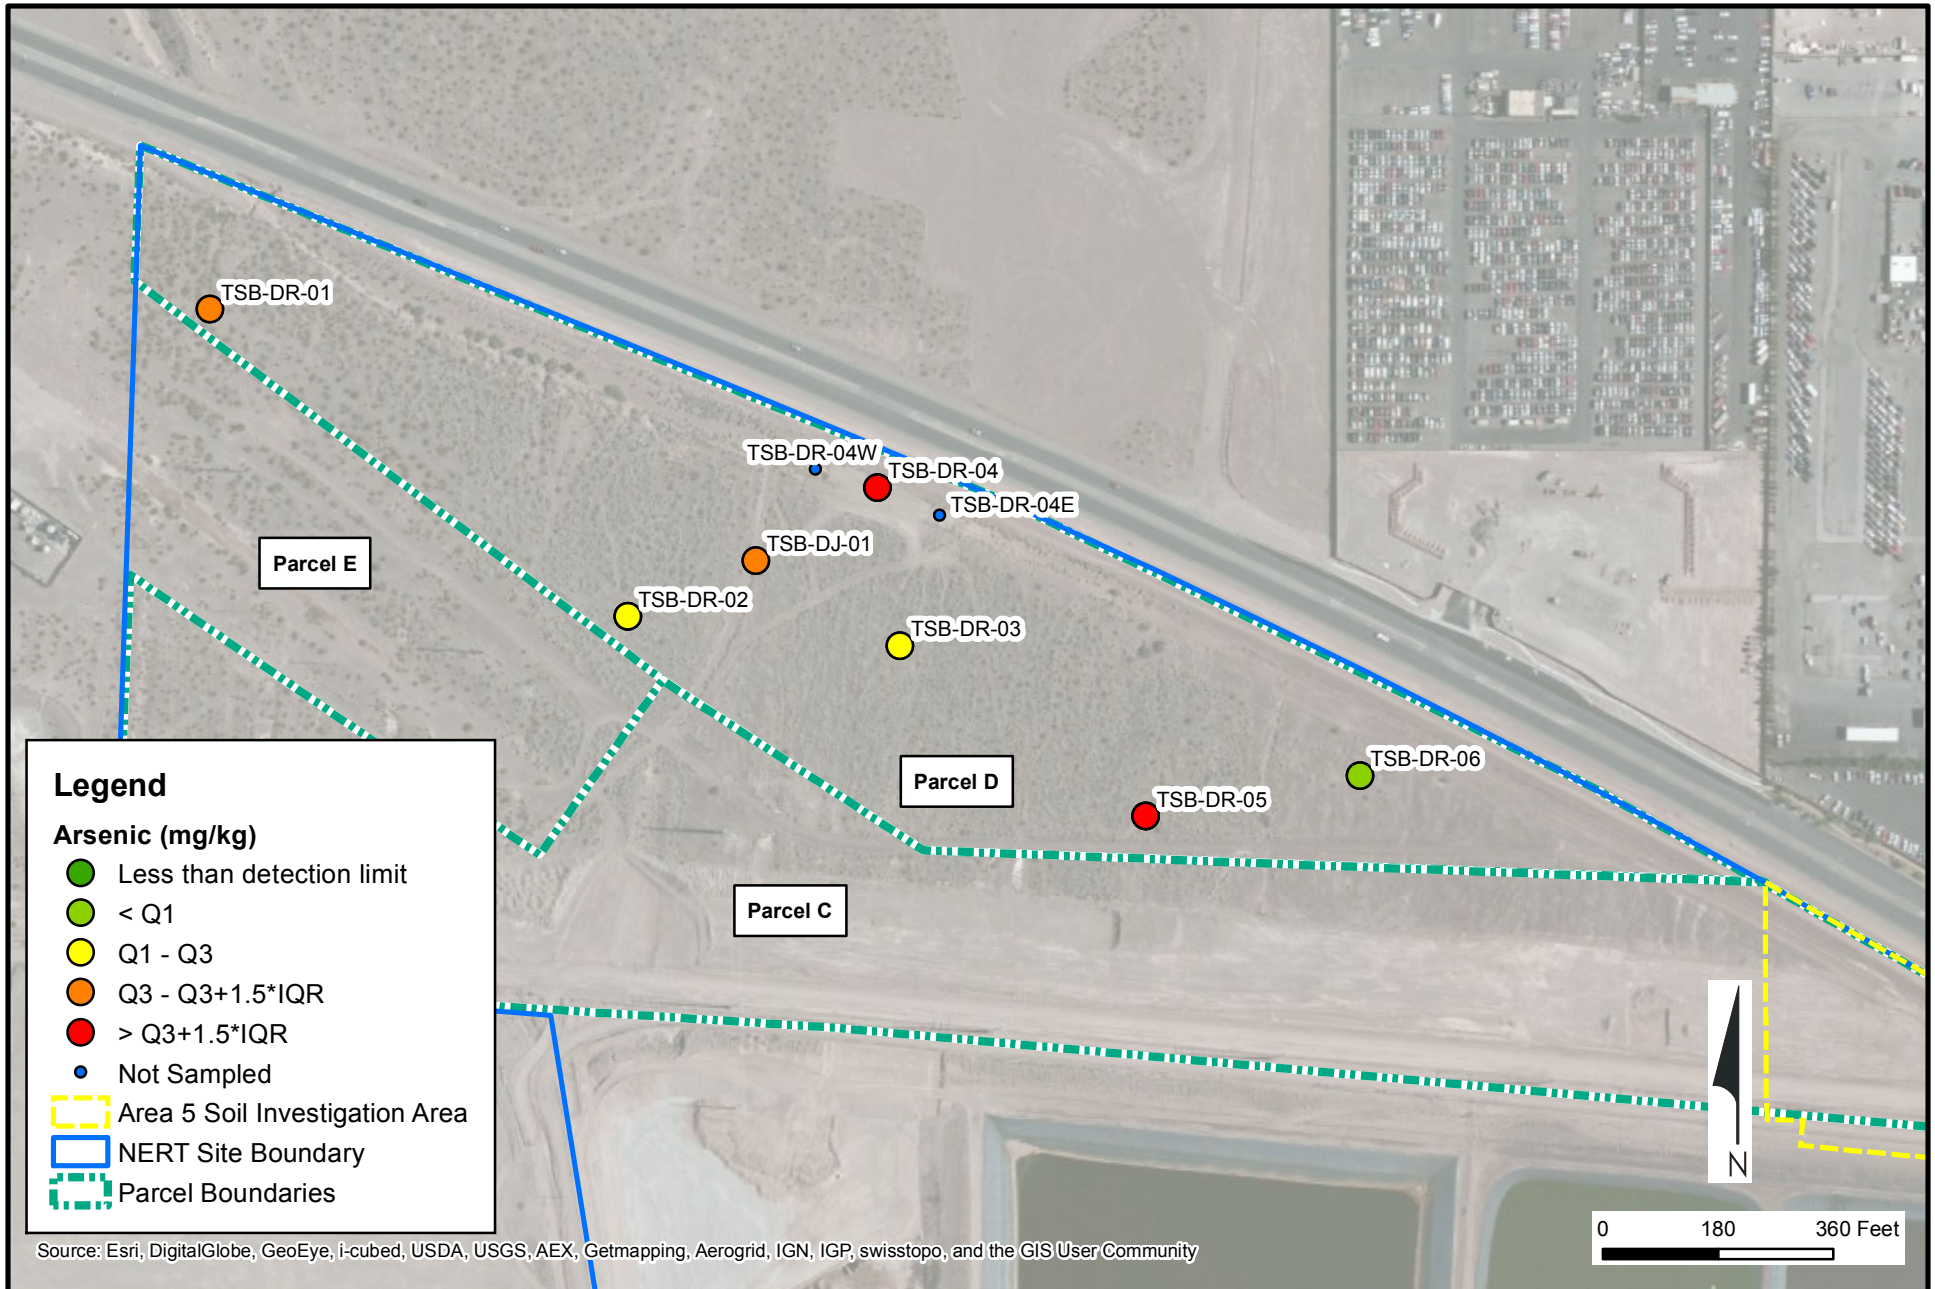 TSB-DR-01
TSB-DR-04W
TSB-DR-04
TSB-DR-04E
TSB-DJ-01
Parcel E
TSB-DR-02
TSB-DR-03
TSB-DR-06
Parcel D
TSB-DR-05
Parcel C
Legend
Arsenic (mg/kg)
Less than detection limit
< Q1
Q1 - Q3
Q3 - Q3+1.5*IQR
> Q3+1.5*IQR
Not Sampled
Area 5 Soil Investigation Area
NERT Site Boundary
Parcel Boundaries
N
0 180 360 Feet
Source: Esri, DigitalGlobe, GeoEye, i-cubed, USDA, USGS, AEX, Getmapping, Aerogrid, IGN, IGP, swisstopo, and the GIS User Community